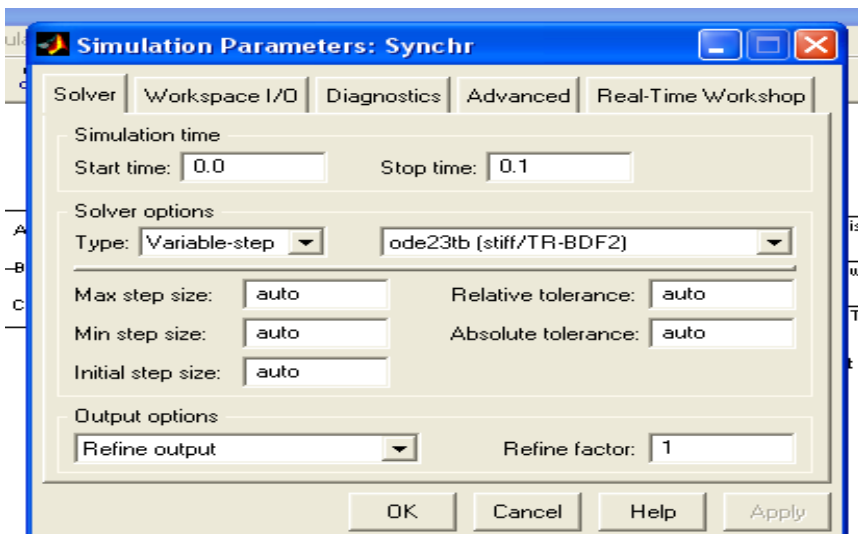 Simulation Parameters: Synchr
Solver Workspace I/O Diagnostics Advanced Real-Time Workshop
Simulation time
Start time: 0.0 Stop time: 0.1
Solver options
Type: Variable-step ode23tb (stiff/TR-BDF2)
Max step size: auto Relative tolerance: auto
Min step size: auto Absolute tolerance: auto
Initial step size: auto
Output options
Refine output Refine factor: 1
OK Cancel Help Apply
A
B
C